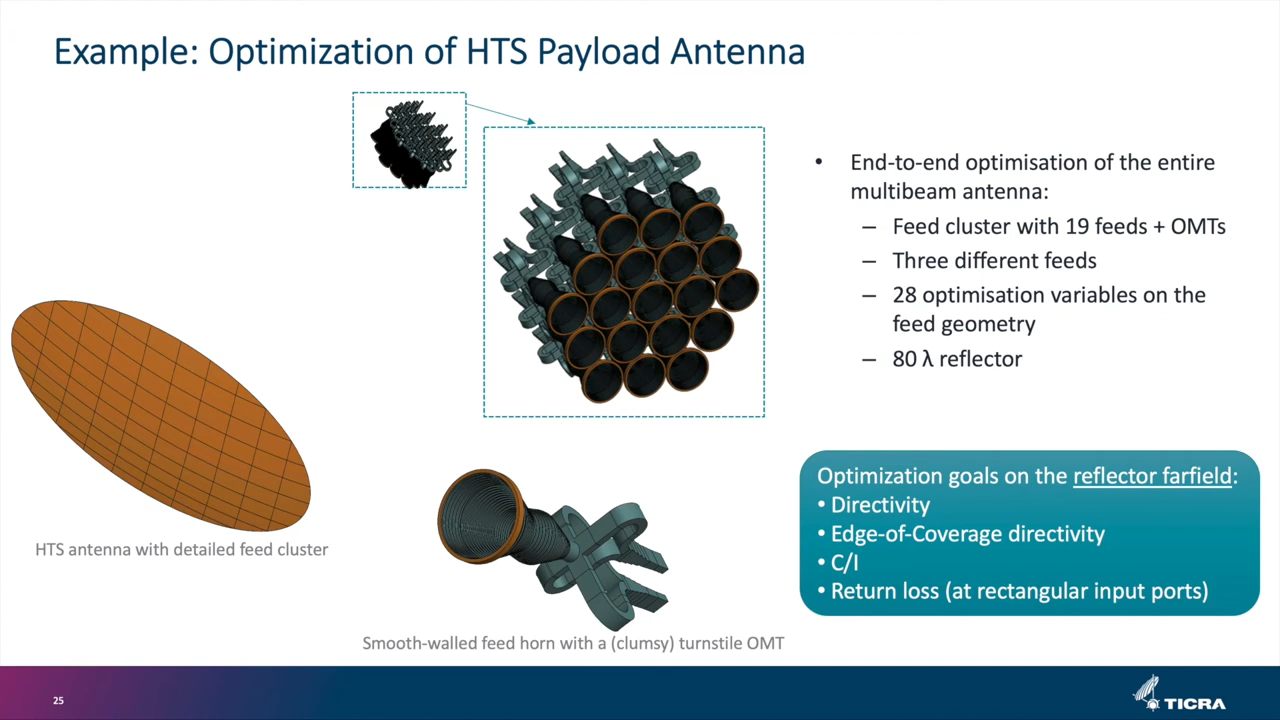 Example: Optimization of HTS Payload Antenna
• End-to-end optimisation of the entire
multibeam antenna:
– Feed cluster with 19 feeds + OMTs
– Three different feeds
– 28 optimisation variables on the
feed geometry
– 80 λ reflector
HTS antenna with detailed feed cluster
Smooth-walled feed horn with a (clumsy) turnstile OMT
Optimization goals on the reflector farfield:
• Directivity
• Edge-of-Coverage directivity
• C/I
• Return loss (at rectangular input ports)
25
TICRA